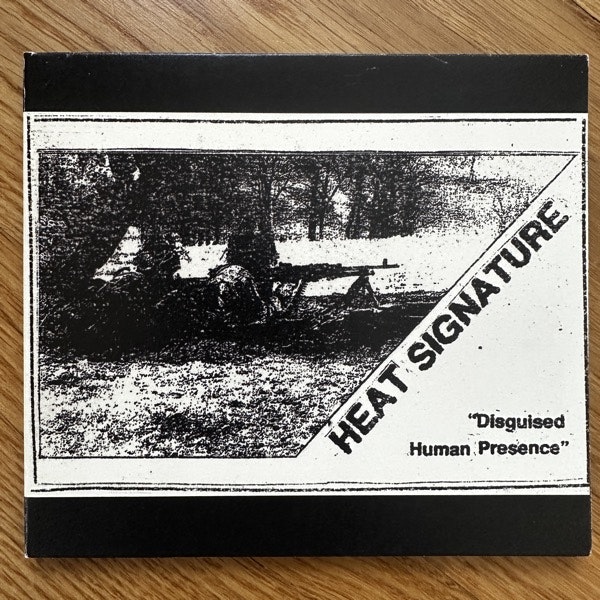 HEAT SIGNATURE
“Disguised
Human Presence”